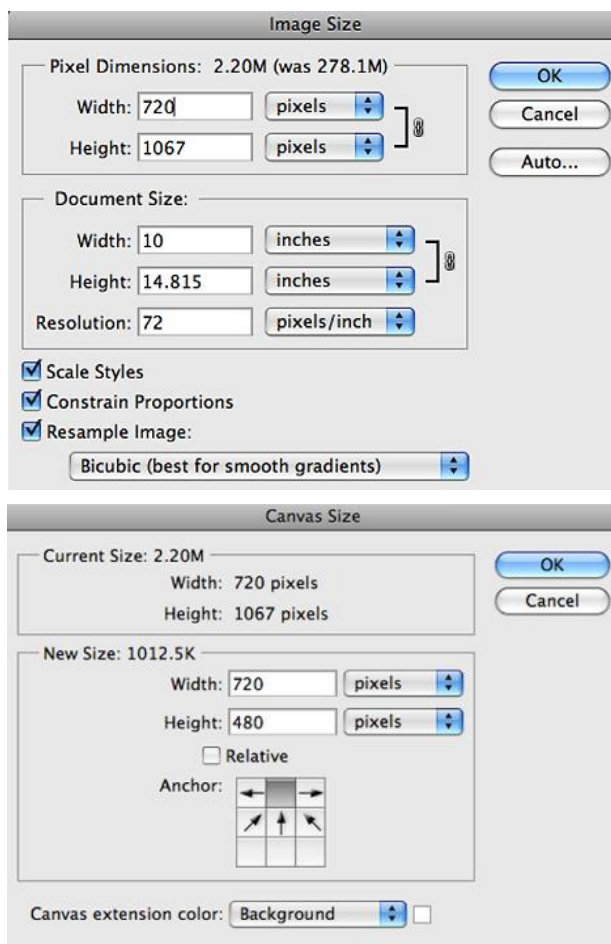 Image Size
Pixel Dimensions: 2.20M (was 278.1M)
OK
Width: 720 pixels
Cancel
Height: 1067 pixels
Auto...
Document Size:
Width: 10 inches
Height: 14.815 inches
Resolution: 72 pixels/inch
Scale Styles
Constrain Proportions
Resample Image:
Bicubic (best for smooth gradients)
Canvas Size
Current Size: 2.20M
OK
Width: 720 pixels
Cancel
Height: 1067 pixels
New Size: 1012.5K
Width: 720 pixels
Height: 480 pixels
Relative
Anchor:
Canvas extension color: Background